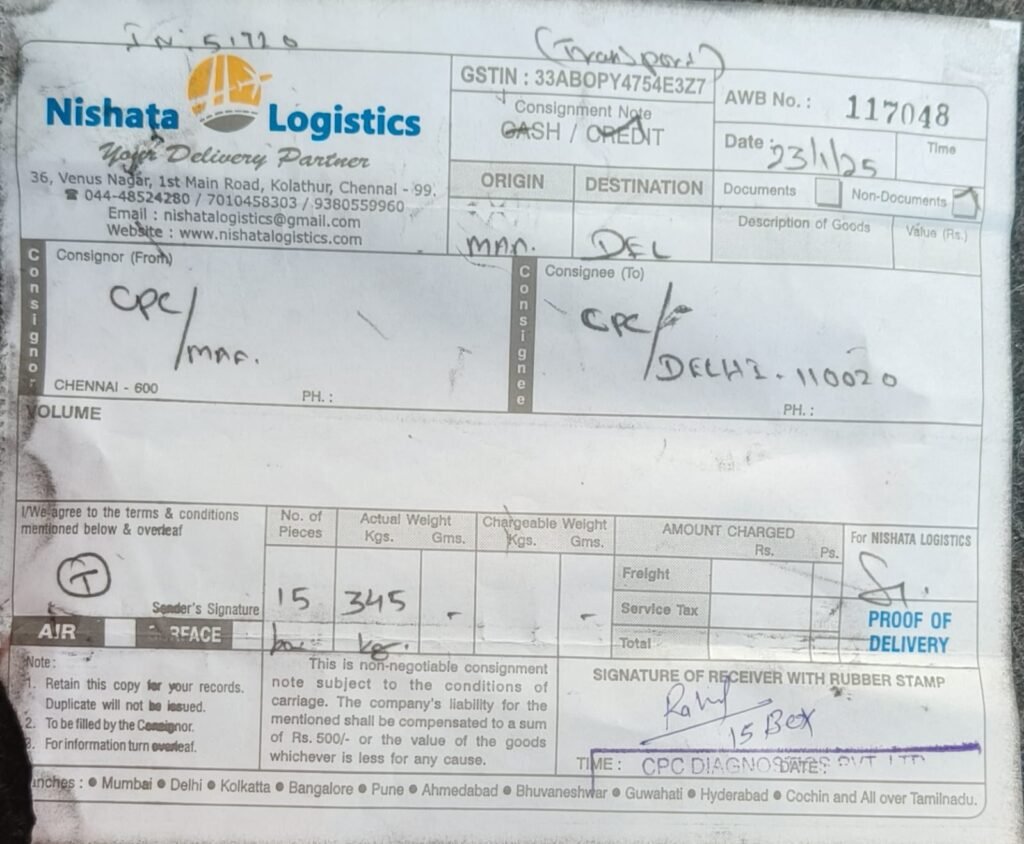 IN: 51720
(Transport)
Nishata Logistics
Your Delivery Partner
36, Venus Nagar, 1st Main Road, Kolathur, Chennai - 99.
☎ 044-48524280 / 7010458303 / 9380559960
Email : nishatalogistics@gmail.com
Website : www.nishatalogistics.com
GSTIN : 33ABOPY4754E3Z7
Consignment Note
CASH / CREDIT
AWB No. : 117048
Date : 23/1/25
Time
ORIGIN
DESTINATION
Documents
Non-Documents
MAA.
DEL
Description of Goods
Value (Rs.)
Consignor
Consignor (From)
CPC/
MAA.
CHENNAI - 600
PH. :
Consignee
Consignee (To)
CPC/
DELHI - 110020
PH. :
VOLUME
I/We agree to the terms & conditions
mentioned below & overleaf
T
Sender's Signature
AIR
SURFACE
No. of
Pieces
15
box
Actual Weight
Kgs. Gms.
345 -
kg.
Chargeable Weight
Kgs. Gms.
-
AMOUNT CHARGED
Rs. Ps.
Freight
Service Tax
Total
For NISHATA LOGISTICS
PROOF OF
DELIVERY
Note :
1. Retain this copy for your records.
Duplicate will not be issued.
2. To be filled by the Consignor.
3. For information turn overleaf.
This is non-negotiable consignment
note subject to the conditions of
carriage. The company's liability for the
mentioned shall be compensated to a sum
of Rs. 500/- or the value of the goods
whichever is less for any cause.
SIGNATURE OF RECEIVER WITH RUBBER STAMP
Rahul
15 Box
TIME : DATE :
CPC DIAGNOSTICS PVT LTD
Branches : ● Mumbai ● Delhi ● Kolkatta ● Bangalore ● Pune ● Ahmedabad ● Bhuvaneshwar ● Guwahati ● Hyderabad ● Cochin and All over Tamilnadu.